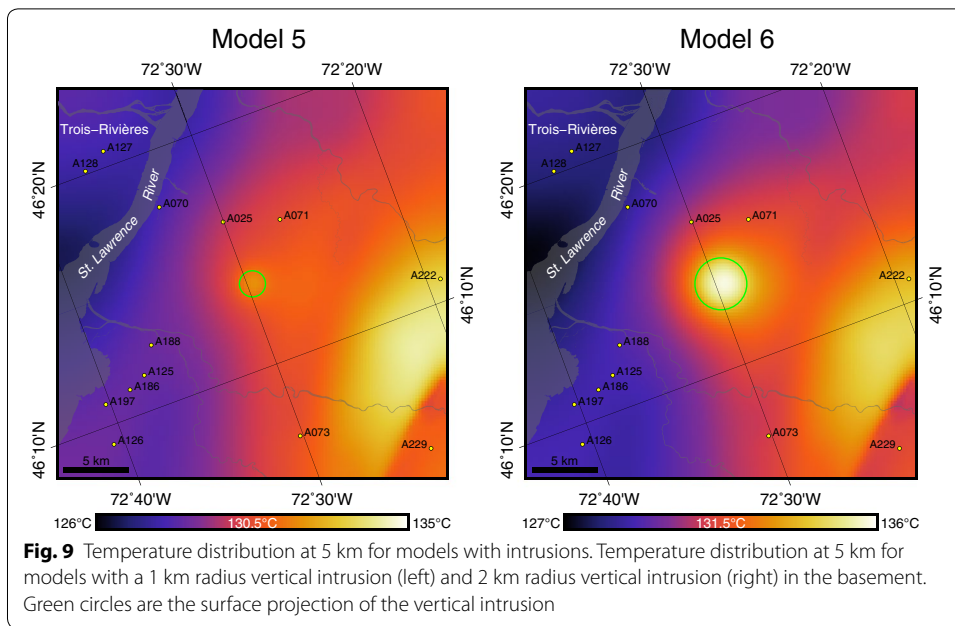 Model 5
Model 6
72˚30'W
72˚20'W
72˚20'W
72˚30'W
Trois−Rivières
A127
A128
River
St. Lawrence
A070
A025
A071
A222
A188
A125
A186
A197
A126
A073
A229
5 km
46˚20'N
46˚10'N
46˚10'N
72˚40'W
72˚30'W
126°C
130.5°C
135°C
Trois−Rivières
A127
A128
River
St. Lawrence
A070
A025
A071
A222
A188
A125
A186
A197
A126
A073
A229
5 km
46˚20'N
46˚10'N
46˚10'N
72˚40'W
72˚30'W
127°C
131.5°C
136°C
Fig. 9 Temperature distribution at 5 km for models with intrusions. Temperature distribution at 5 km for
models with a 1 km radius vertical intrusion (left) and 2 km radius vertical intrusion (right) in the basement.
Green circles are the surface projection of the vertical intrusion